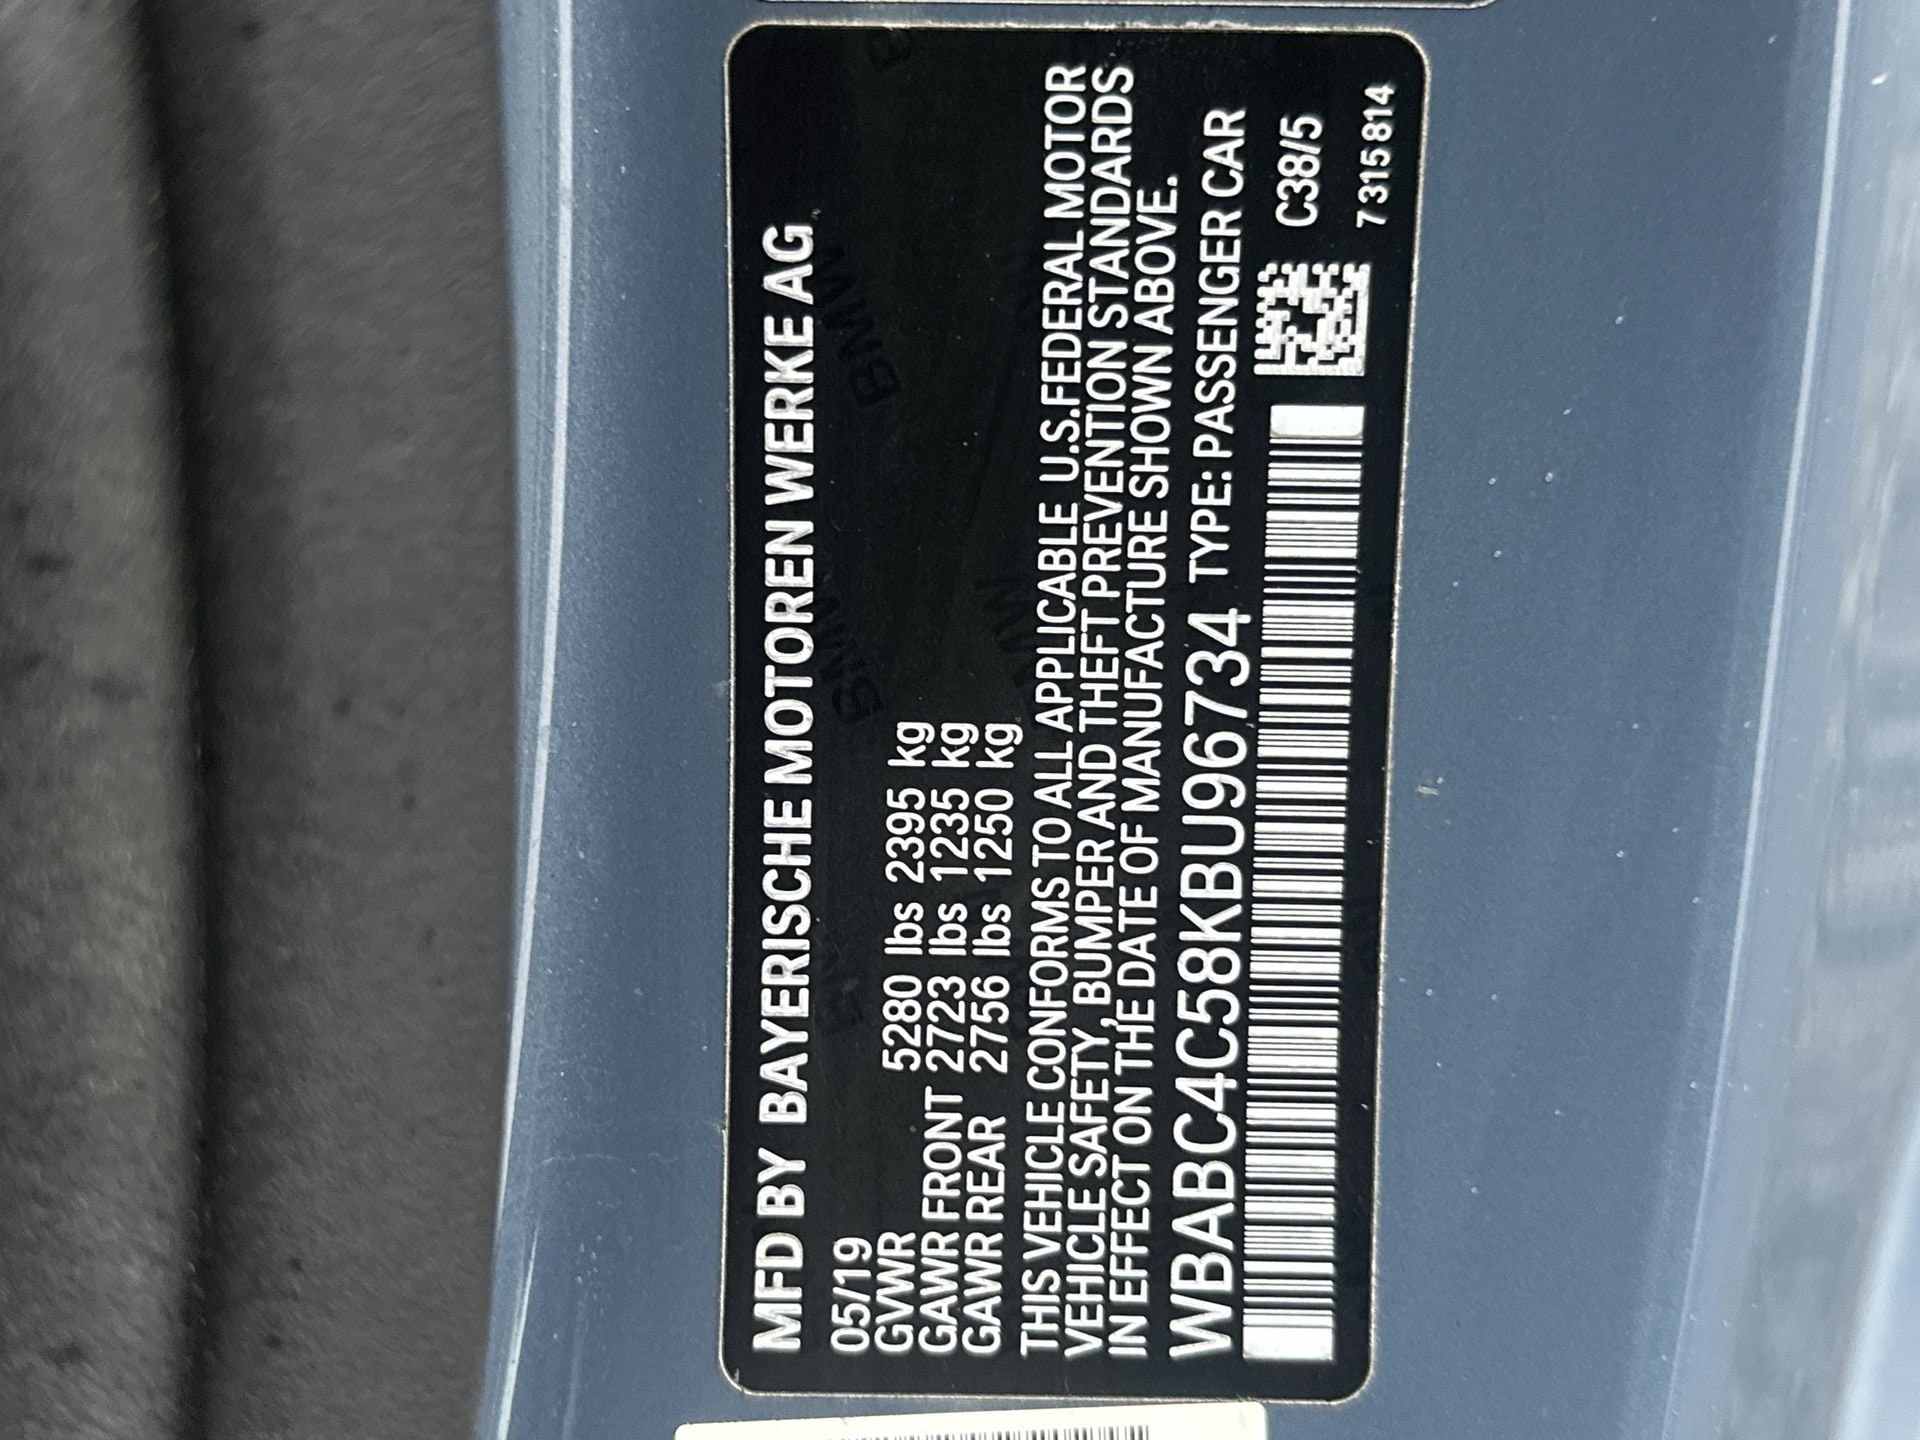 MFD BY BAYERISCHE MOTOREN WERKE AG
05/19
GVWR 5280 lbs 2395 kg
GAWR FRONT 2723 lbs 1235 kg
GAWR REAR 2756 lbs 1250 kg
THIS VEHICLE CONFORMS TO ALL APPLICABLE U.S.FEDERAL MOTOR
VEHICLE SAFETY, BUMPER AND THEFT PREVENTION STANDARDS
IN EFFECT ON THE DATE OF MANUFACTURE SHOWN ABOVE.
WBABC4C58KBU96734 TYPE: PASSENGER CAR
C38/5
7315814
BMW
BMW